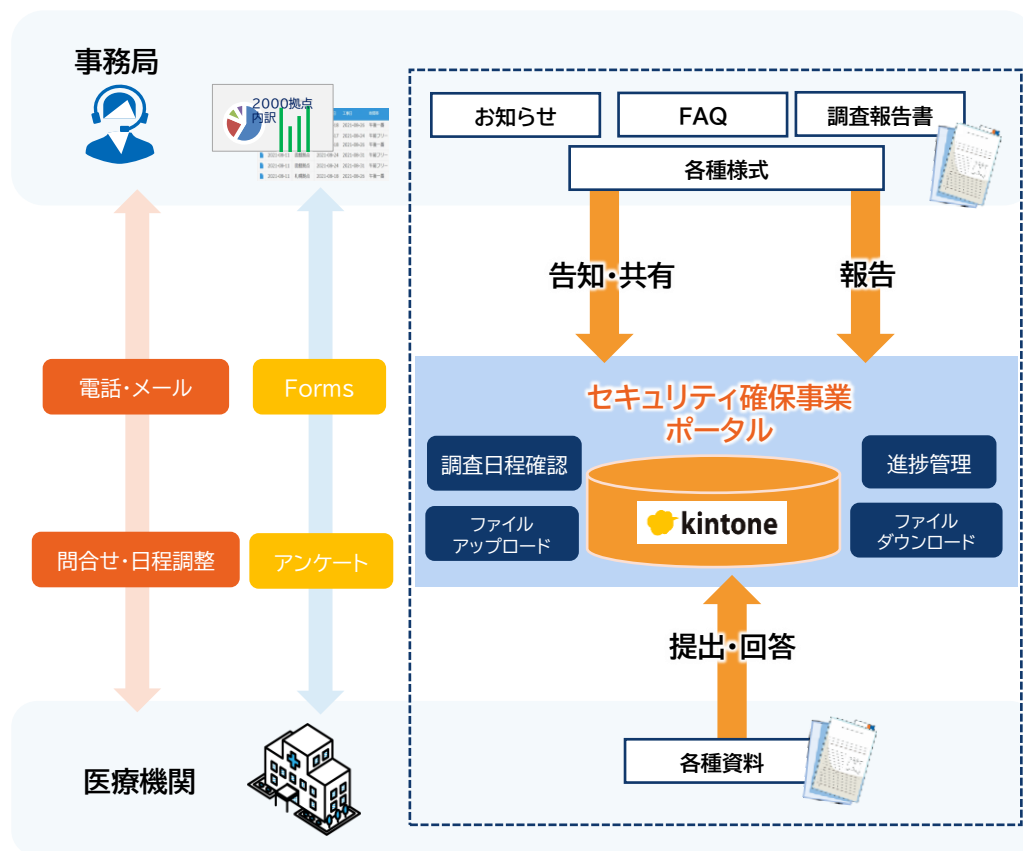 事務局
2000拠点
内訳
お知らせ
FAQ
調査報告書
各種様式
告知・共有
報告
電話・メール
Forms
セキュリティ確保事業
ポータル
調査日程確認
進捗管理
kintone
ファイル
アップロード
ファイル
ダウンロード
問合せ・日程調整
アンケート
提出・回答
各種資料
医療機関